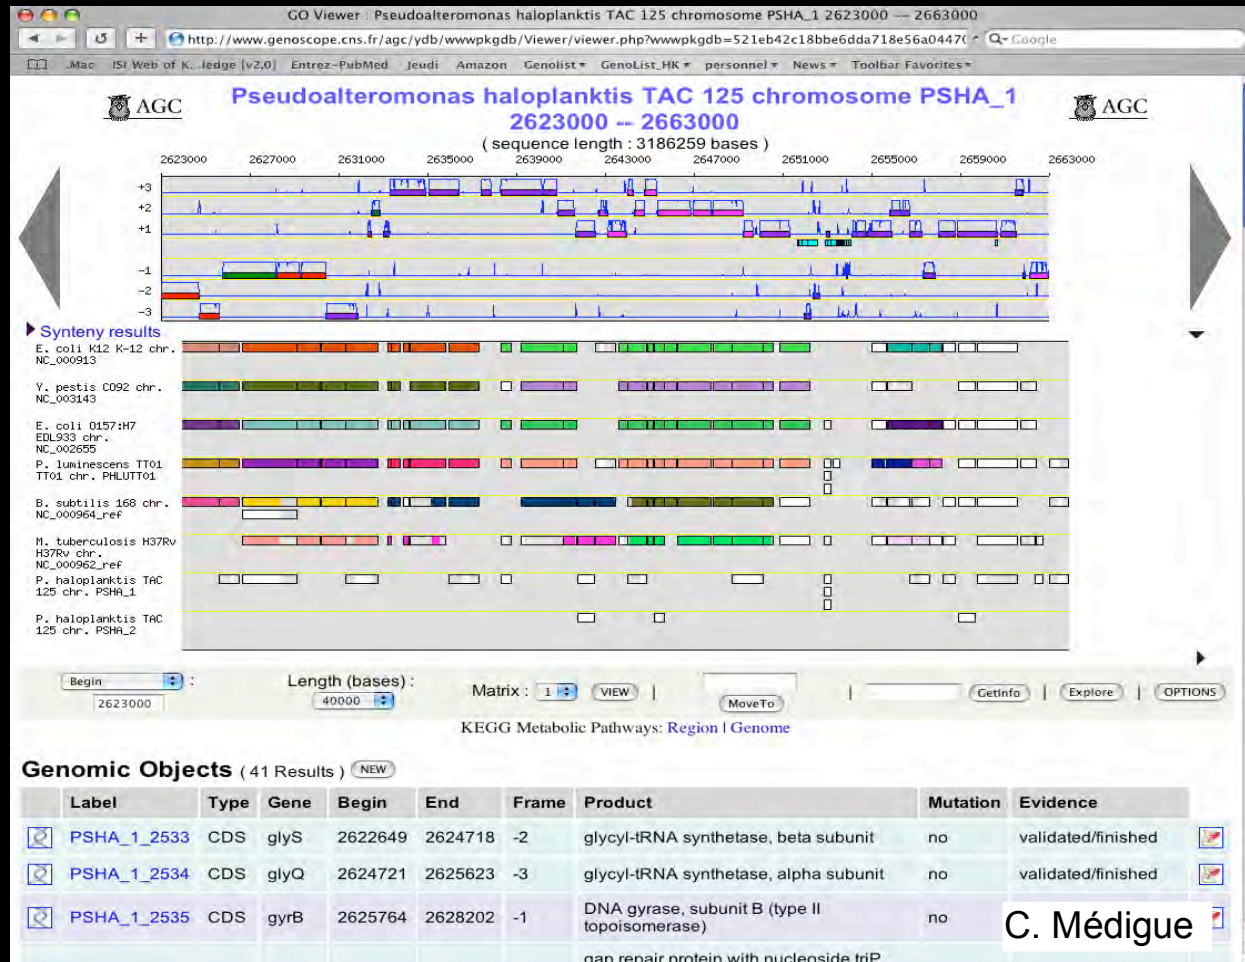 GO Viewer : Pseudoalteromonas haloplanktis TAC 125 chromosome PSHA_1 2623000 -- 2663000
http://www.genoscope.cns.fr/agc/ydb/wwwpkgdb/Viewer/viewer.php?wwwpkgdb=521eb42c18bbe6dda718e56a0447( Q- Google
.Mac ISI Web of K...ledge [v2.0] Entrez-PubMed Jeudi Amazon Genolist GenoList_HK personnel News Toolbar Favorites
AGC Pseudoalteromonas haloplanktis TAC 125 chromosome PSHA_1 AGC
2623000 -- 2663000
( sequence length : 3186259 bases )
2623000 2627000 2631000 2635000 2639000 2643000 2647000 2651000 2655000 2659000 2663000
+3
+2
+1
-1
-2
-3
Synteny results
E. coli K12 K-12 chr.
NC_000913
Y. pestis CO92 chr.
NC_003143
E. coli O157:H7
EDL933 chr.
NC_002655
P. luminescens TT01
TT01 chr. PHLUTT01
B. subtilis 168 chr.
NC_000964_ref
M. tuberculosis H37Rv
H37Rv chr.
NC_000962_ref
P. haloplanktis TAC
125 chr. PSHA_1
P. haloplanktis TAC
125 chr. PSHA_2
Begin : Length (bases) : Matrix : 1 VIEW | MoveTo | GetInfo | Explore | OPTIONS
2623000 40000
KEGG Metabolic Pathways: Region | Genome
Genomic Objects ( 41 Results ) NEW
Label Type Gene Begin End Frame Product Mutation Evidence
PSHA_1_2533 CDS glyS 2622649 2624718 -2 glycyl-tRNA synthetase, beta subunit no validated/finished
PSHA_1_2534 CDS glyQ 2624721 2625623 -3 glycyl-tRNA synthetase, alpha subunit no validated/finished
PSHA_1_2535 CDS gyrB 2625764 2628202 -1 DNA gyrase, subunit B (type II topoisomerase) no
C. Médigue
gap repair protein with nucleoside triP